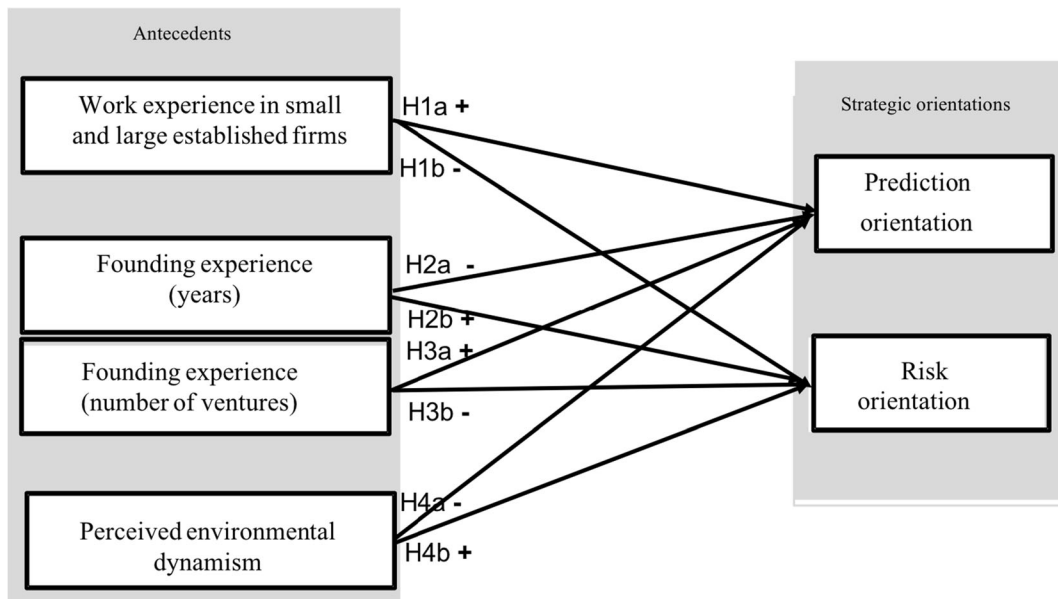 Antecedents
Work experience in small
and large established firms
H1a +
H1b -
Founding experience
(years)
H2a -
H2b +
Founding experience
(number of ventures)
H3a +
H3b -
Perceived environmental
dynamism
H4a -
H4b +
Strategic orientations
Prediction
orientation
Risk
orientation